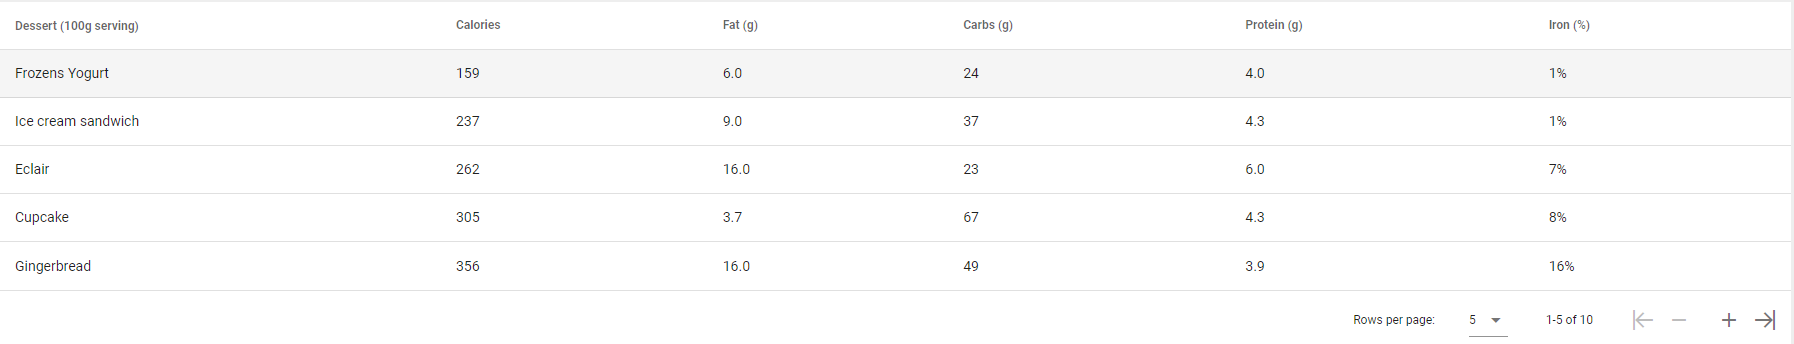 Dessert (100g serving) Calories Fat (g) Carbs (g) Protein (g) Iron (%)
Frozens Yogurt 159 6.0 24 4.0 1%
Ice cream sandwich 237 9.0 37 4.3 1%
Eclair 262 16.0 23 6.0 7%
Cupcake 305 3.7 67 4.3 8%
Gingerbread 356 16.0 49 3.9 16%
Rows per page: 5 1-5 of 10